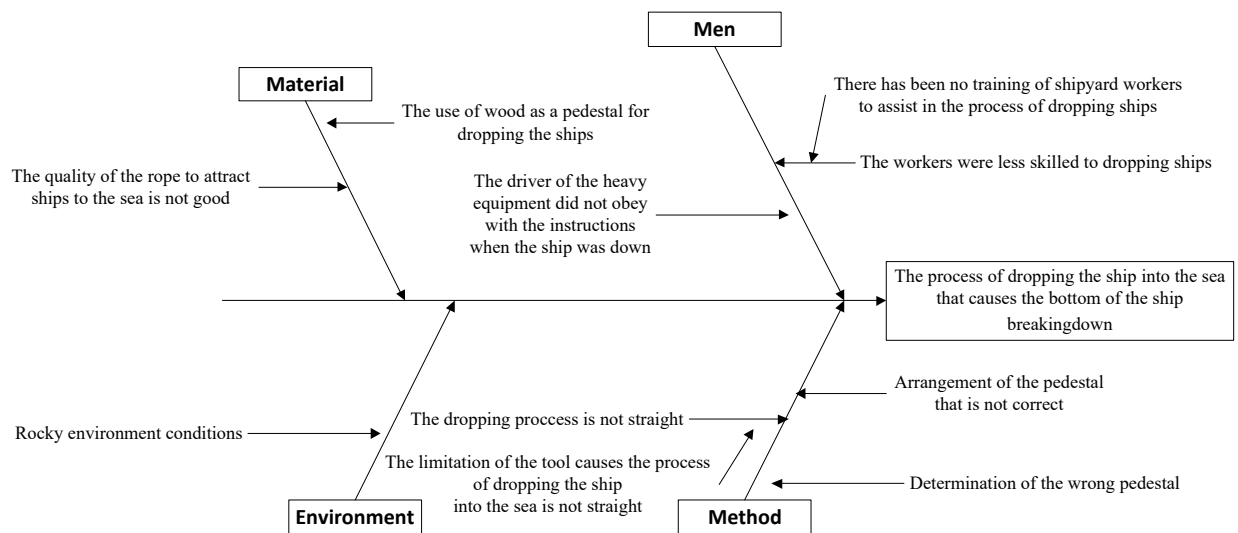 Men
Material
There has been no training of shipyard workers
to assist in the process of dropping ships
The use of wood as a pedestal for
dropping the ships
The workers were less skilled to dropping ships
The quality of the rope to attract
ships to the sea is not good
The driver of the heavy
equipment did not obey
with the instructions
when the ship was down
The process of dropping the ship into the sea
that causes the bottom of the ship
breakingdown
Arrangement of the pedestal
that is not correct
The dropping proccess is not straight
Rocky environment conditions
The limitation of the tool causes the process
of dropping the ship
into the sea is not straight
Determination of the wrong pedestal
Environment
Method